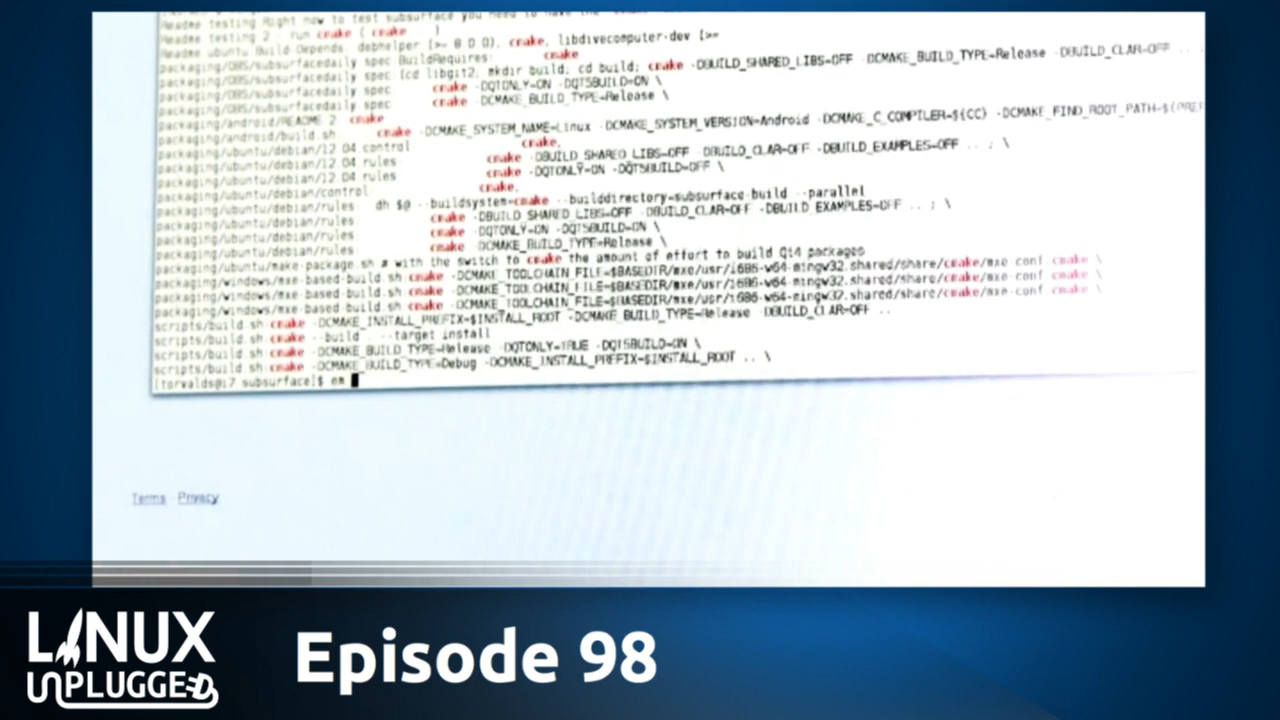 Readme testing Right now to test subsurface you need to have the
Readme testing 2 run cmake ( cmake )
Readme ubuntu Build-Depends: debhelper (>= 8.0.0), cmake, libdivecomputer-dev (>=
packaging/OBS/subsurfacedaily spec BuildRequires: cmake
packaging/OBS/subsurfacedaily spec (cd libgit2; mkdir build; cd build; cmake -DBUILD_SHARED_LIBS=OFF -DCMAKE_BUILD_TYPE=Release -DBUILD_CLAR=OFF .. ;
packaging/OBS/subsurfacedaily spec cmake -DQTONLY=ON -DQT5BUILD=ON \
packaging/OBS/subsurfacedaily spec cmake -DCMAKE_BUILD_TYPE=Release \
packaging/android/README 2 cmake
packaging/android/build.sh cmake -DCMAKE_SYSTEM_NAME=Linux -DCMAKE_SYSTEM_VERSION=Android -DCMAKE_C_COMPILER=${CC} -DCMAKE_FIND_ROOT_PATH=${PREF
packaging/ubuntu/debian/12 04 control cmake,
packaging/ubuntu/debian/12 04 rules cmake -DBUILD_SHARED_LIBS=OFF -DBUILD_CLAR=OFF -DBUILD_EXAMPLES=OFF .. ; \
packaging/ubuntu/debian/12 04 rules cmake -DQTONLY=ON -DQT5BUILD=OFF \
packaging/ubuntu/debian/control cmake,
packaging/ubuntu/debian/rules dh $@ --buildsystem=cmake --builddirectory=subsurface-build --parallel
packaging/ubuntu/debian/rules cmake -DBUILD_SHARED_LIBS=OFF -DBUILD_CLAR=OFF -DBUILD_EXAMPLES=OFF .. ; \
packaging/ubuntu/debian/rules cmake -DQTONLY=ON -DQT5BUILD=ON \
packaging/ubuntu/debian/rules cmake -DCMAKE_BUILD_TYPE=Release \
packaging/ubuntu/make-package sh # with the switch to cmake the amount of effort to build Qt4 packages
packaging/windows/mxe-based-build.sh cmake -DCMAKE_TOOLCHAIN_FILE=$BASEDIR/mxe/usr/i686-w64-mingw32.shared/share/cmake/mxe-conf cmake \
packaging/windows/mxe-based-build.sh cmake -DCMAKE_TOOLCHAIN_FILE=$BASEDIR/mxe/usr/i686-w64-mingw32.shared/share/cmake/mxe-conf cmake \
packaging/windows/mxe-based-build.sh cmake -DCMAKE_TOOLCHAIN_FILE=$BASEDIR/mxe/usr/i686-w64-mingw32.shared/share/cmake/mxe-conf cmake \
scripts/build sh cmake -DCMAKE_INSTALL_PREFIX=$INSTALL_ROOT -DCMAKE_BUILD_TYPE=Release -DBUILD_CLAR=OFF ..
scripts/build sh cmake --build . --target install
scripts/build sh cmake -DCMAKE_BUILD_TYPE=Release -DQTONLY=TRUE -DQT5BUILD=ON \
scripts/build sh cmake -DCMAKE_BUILD_TYPE=Debug -DCMAKE_INSTALL_PREFIX=$INSTALL_ROOT .. \
[torvalds@i7 subsurface]$ em
Terms - Privacy
LINUX
UNPLUGGED
Episode 98